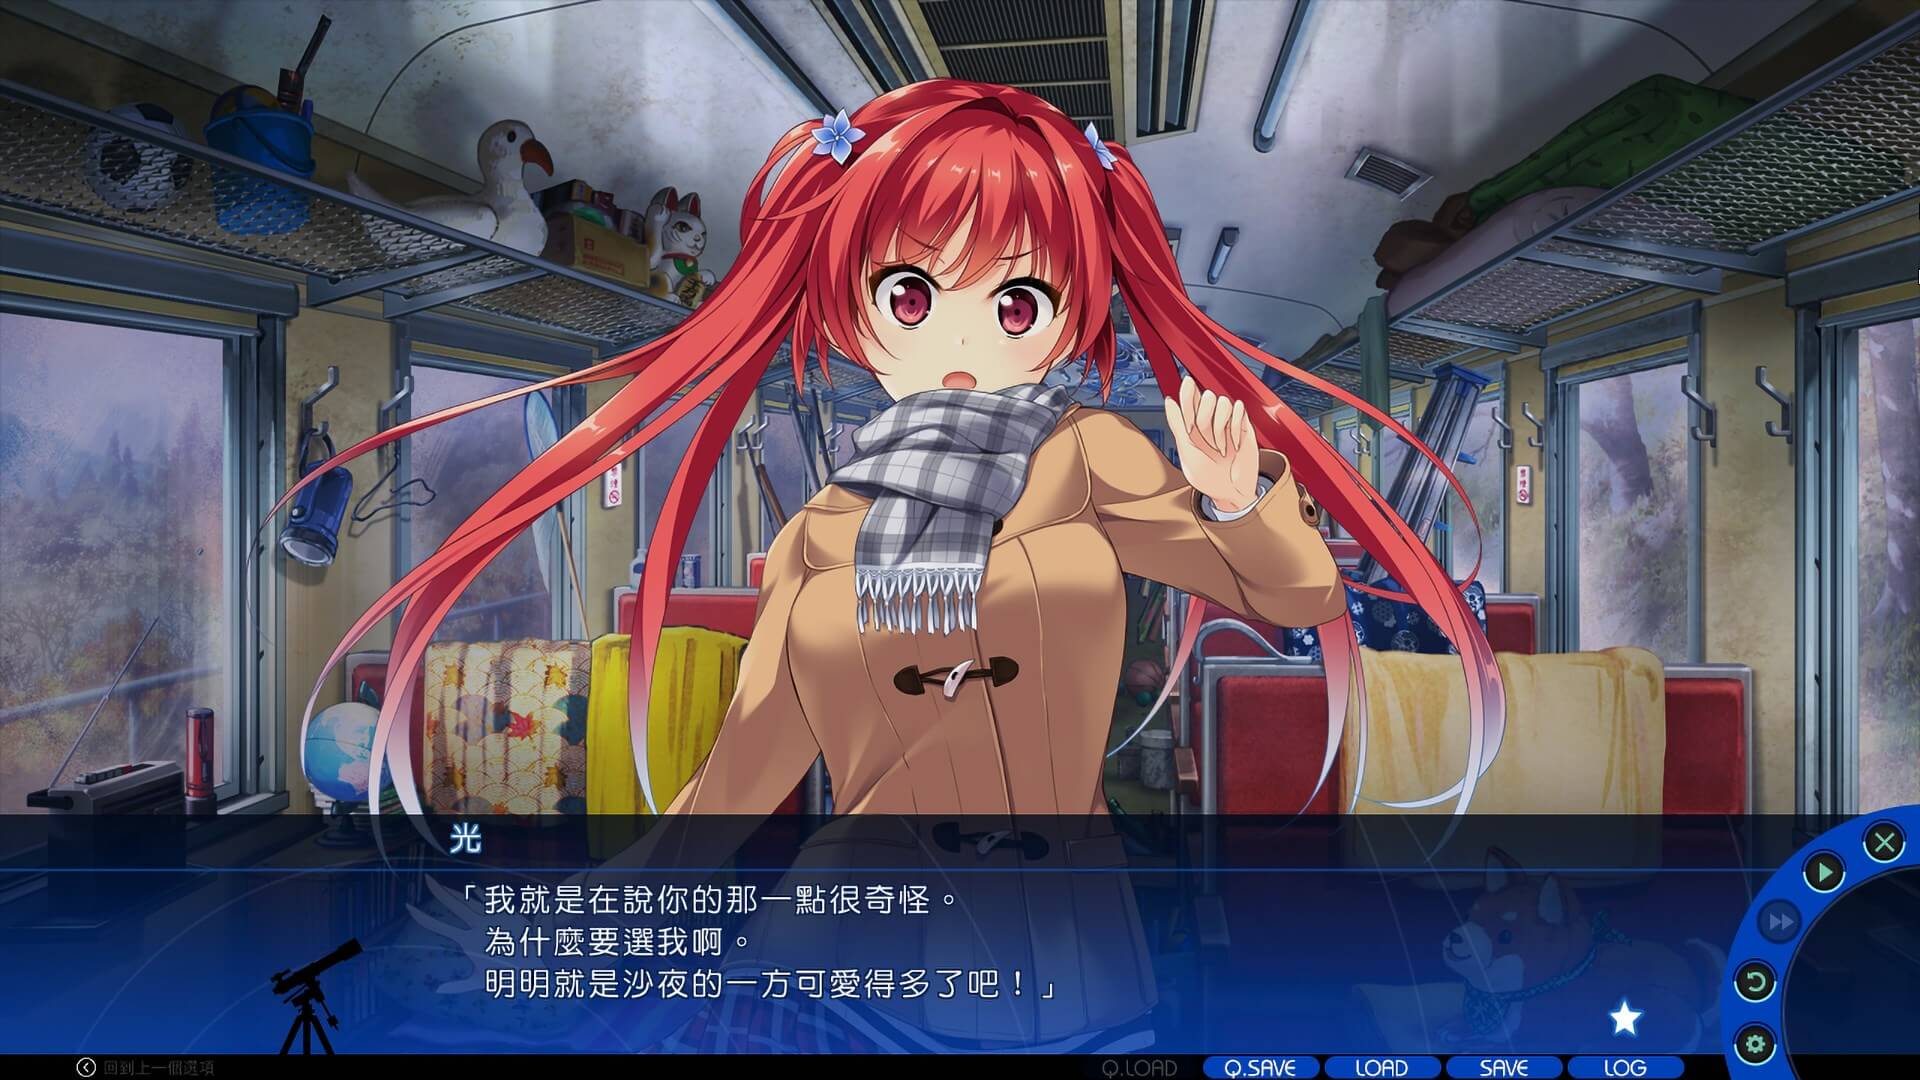 光
「我就是在說你的那一點很奇怪。
為什麼要選我啊。
明明就是沙夜的一方可愛得多了吧！」
回到上一個選項
Q.LOAD
Q.SAVE
LOAD
SAVE
LOG